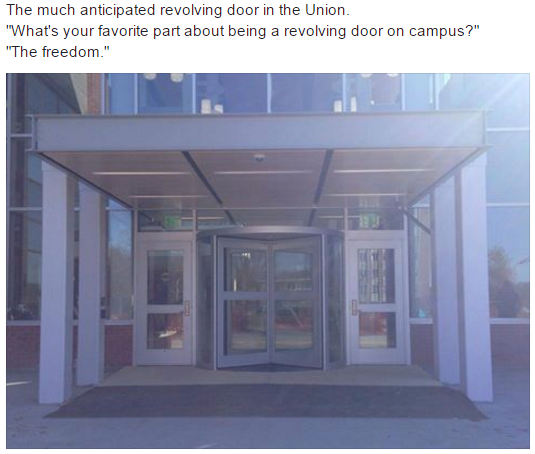 The much anticipated revolving door in the Union.
"What's your favorite part about being a revolving door on campus?"
"The freedom."